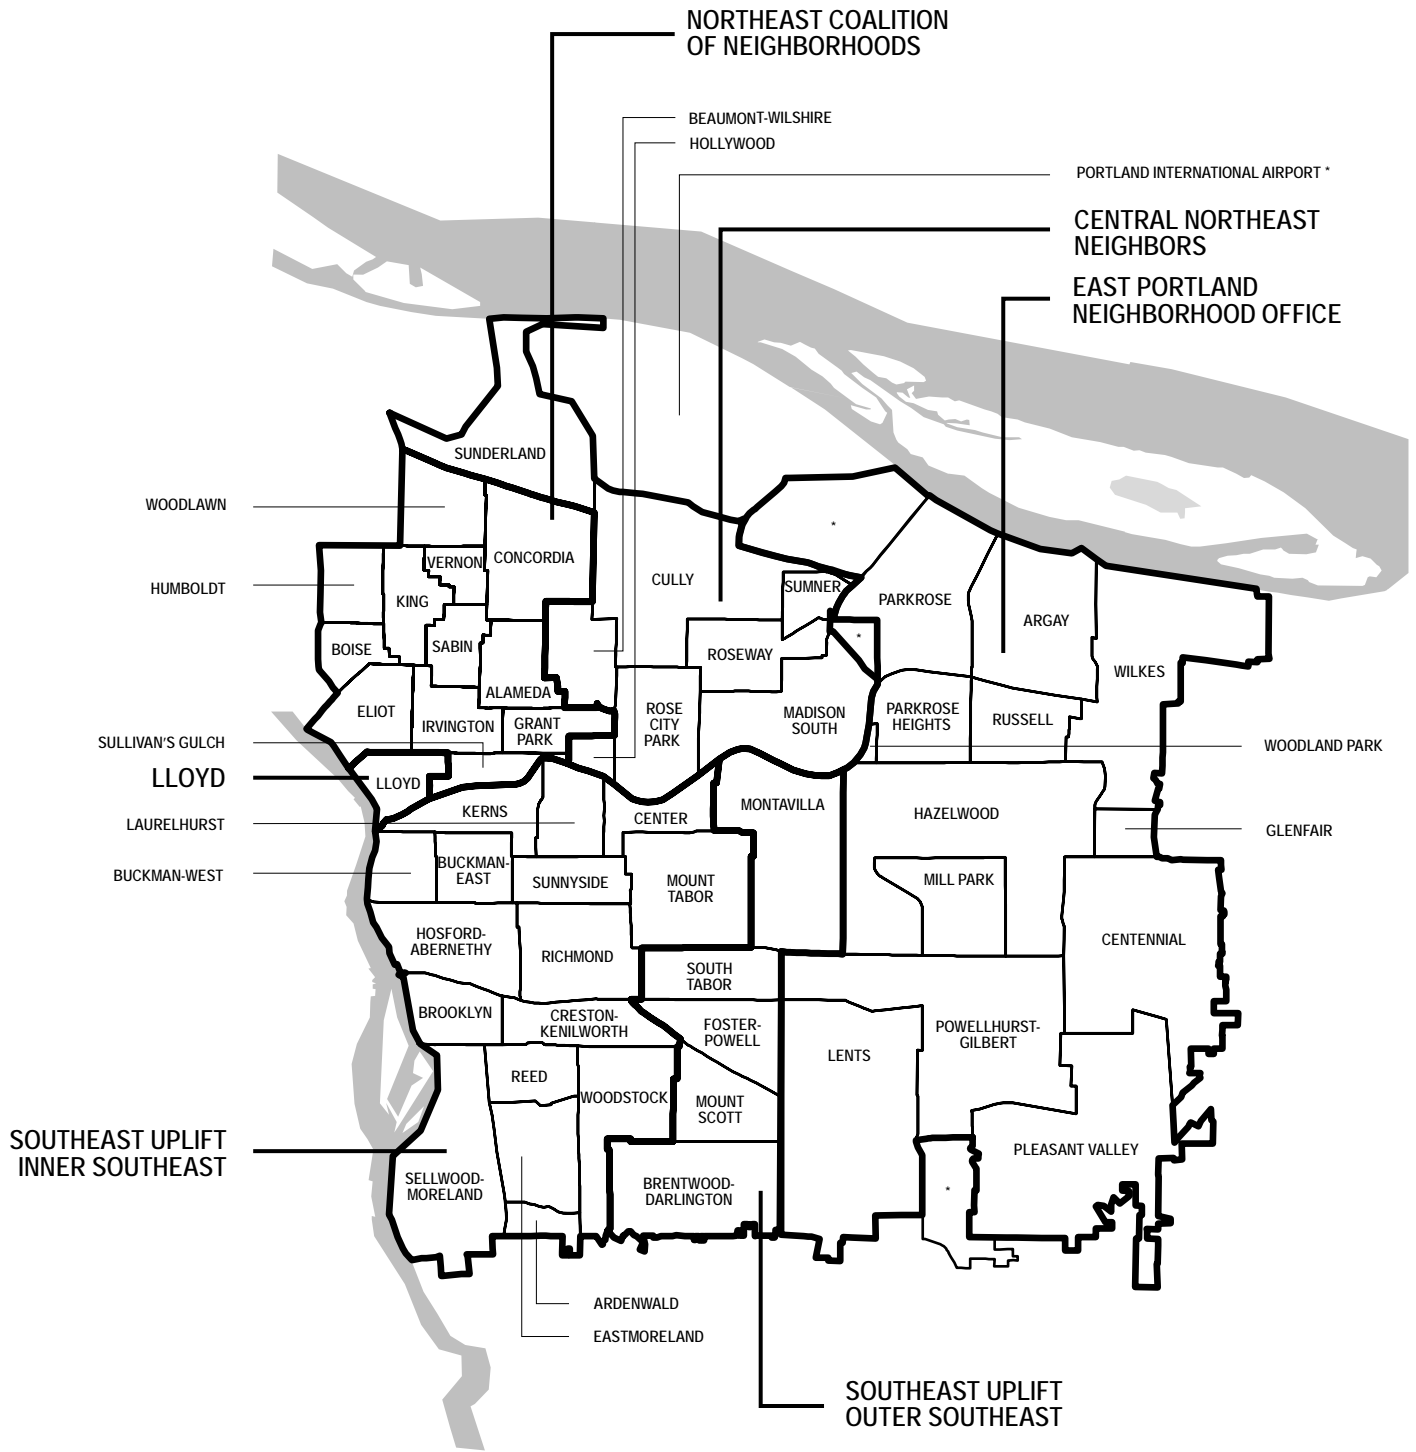 NORTHEAST COALITION
OF NEIGHBORHOODS
BEAUMONT-WILSHIRE
HOLLYWOOD
PORTLAND INTERNATIONAL AIRPORT *
CENTRAL NORTHEAST
NEIGHBORS
EAST PORTLAND
NEIGHBORHOOD OFFICE
SUNDERLAND
WOODLAWN
*
CONCORDIA
VERNON
CULLY
SUMNER
HUMBOLDT
KING
PARKROSE
ARGAY
*
BOISE
SABIN
ROSEWAY
WILKES
ALAMEDA
ELIOT
IRVINGTON
GRANT
PARK
ROSE
CITY
PARK
MADISON
SOUTH
PARKROSE
HEIGHTS
RUSSELL
SULLIVAN'S GULCH
WOODLAND PARK
LLOYD
LLOYD
KERNS
CENTER
MONTAVILLA
HAZELWOOD
LAURELHURST
GLENFAIR
BUCKMAN-WEST
BUCKMAN-
EAST
SUNNYSIDE
MOUNT
TABOR
MILL PARK
HOSFORD-
ABERNETHY
RICHMOND
CENTENNIAL
SOUTH
TABOR
BROOKLYN
CRESTON-
KENILWORTH
FOSTER-
POWELL
LENTS
POWELLHURST-
GILBERT
REED
WOODSTOCK
MOUNT
SCOTT
SOUTHEAST UPLIFT
INNER SOUTHEAST
PLEASANT VALLEY
SELLWOOD-
MORELAND
BRENTWOOD-
DARLINGTON
*
ARDENWALD
EASTMORELAND
SOUTHEAST UPLIFT
OUTER SOUTHEAST